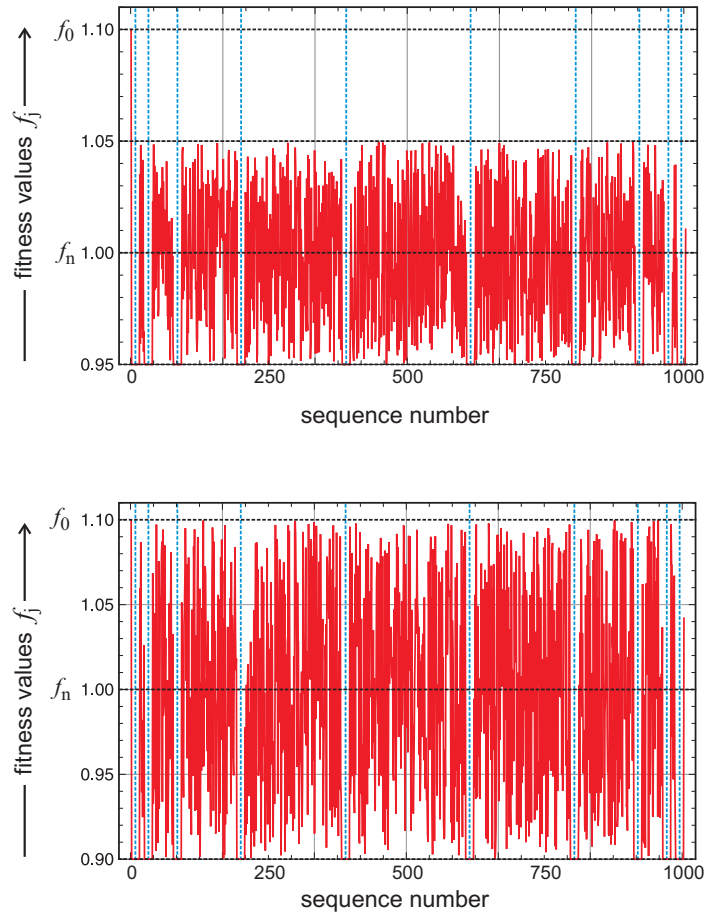 f0 1.10
1.05
fn 1.00
0.95
fitness values fj
0 250 500 750 1000
sequence number
f0 1.10
1.05
fn 1.00
0.95
0.90
fitness values fj
0 250 500 750 1000
sequence number